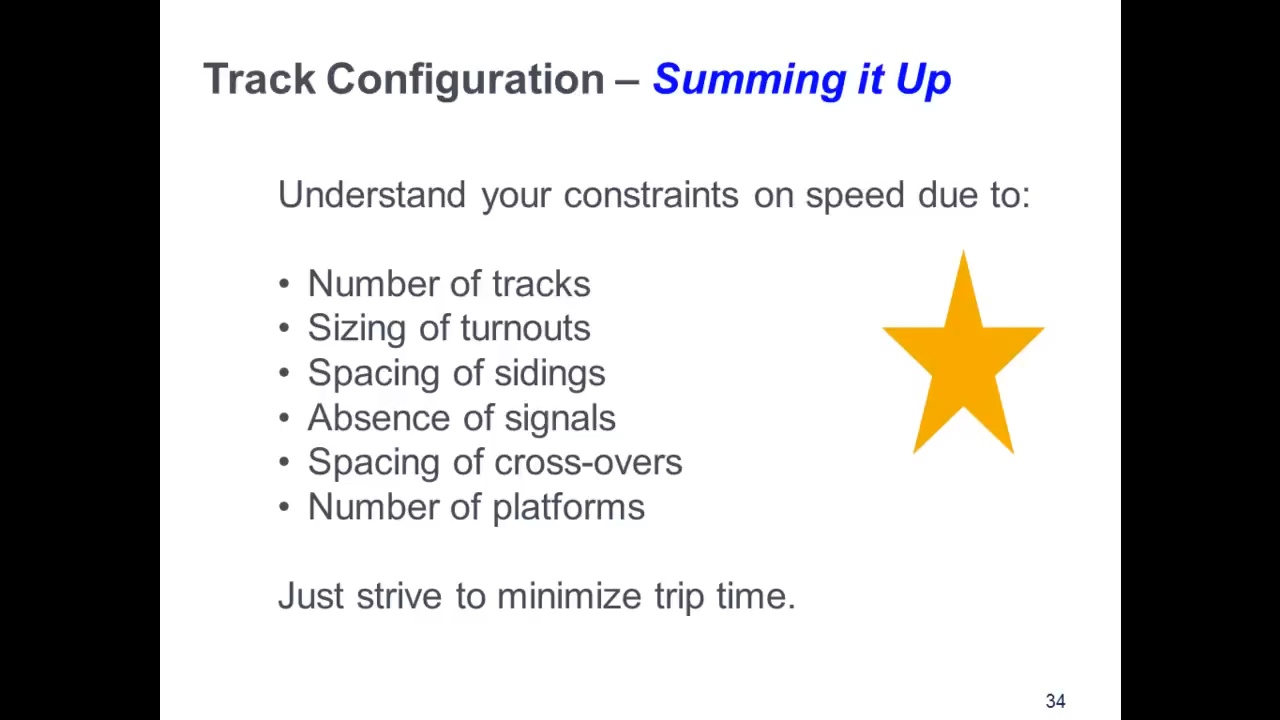 Track Configuration – Summing it Up
Understand your constraints on speed due to:
• Number of tracks
• Sizing of turnouts
• Spacing of sidings
• Absence of signals
• Spacing of cross-overs
• Number of platforms
Just strive to minimize trip time.
34